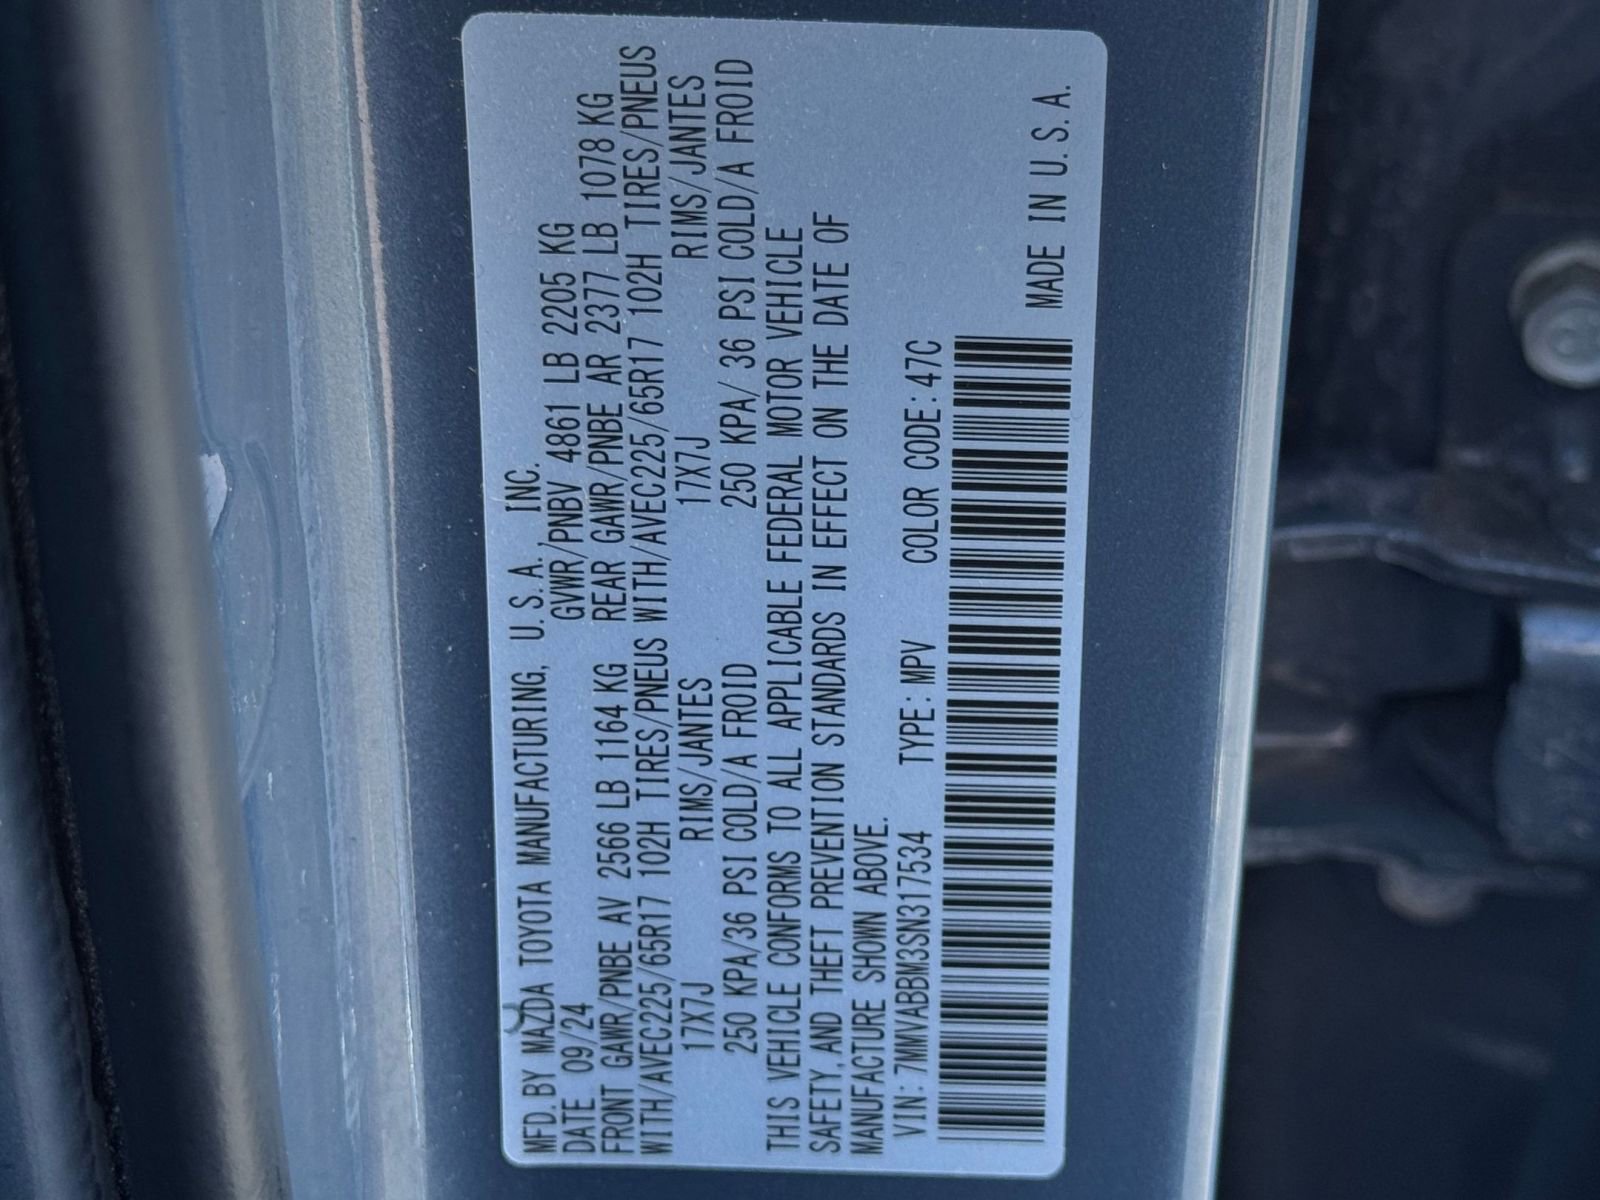 MFD. BY MAZDA TOYOTA MANUFACTURING, U.S.A., INC.
DATE 09/24 GVWR/PNBV 4861 LB 2205 KG
FRONT GAWR/PNBE AV 2566 LB 1164 KG REAR GAWR/PNBE AR 2377 LB 1078 KG
WITH/AVEC225/65R17 102H TIRES/PNEUS WITH/AVEC225/65R17 102H TIRES/PNEUS
17X7J RIMS/JANTES 17X7J RIMS/JANTES
250 KPA/36 PSI COLD/A FROID 250 KPA/ 36 PSI COLD/A FROID
THIS VEHICLE CONFORMS TO ALL APPLICABLE FEDERAL MOTOR VEHICLE
SAFETY, AND THEFT PREVENTION STANDARDS IN EFFECT ON THE DATE OF
MANUFACTURE SHOWN ABOVE.
VIN: 7MMVABBM3SN317534 TYPE: MPV COLOR CODE: 47C
MADE IN U.S.A.